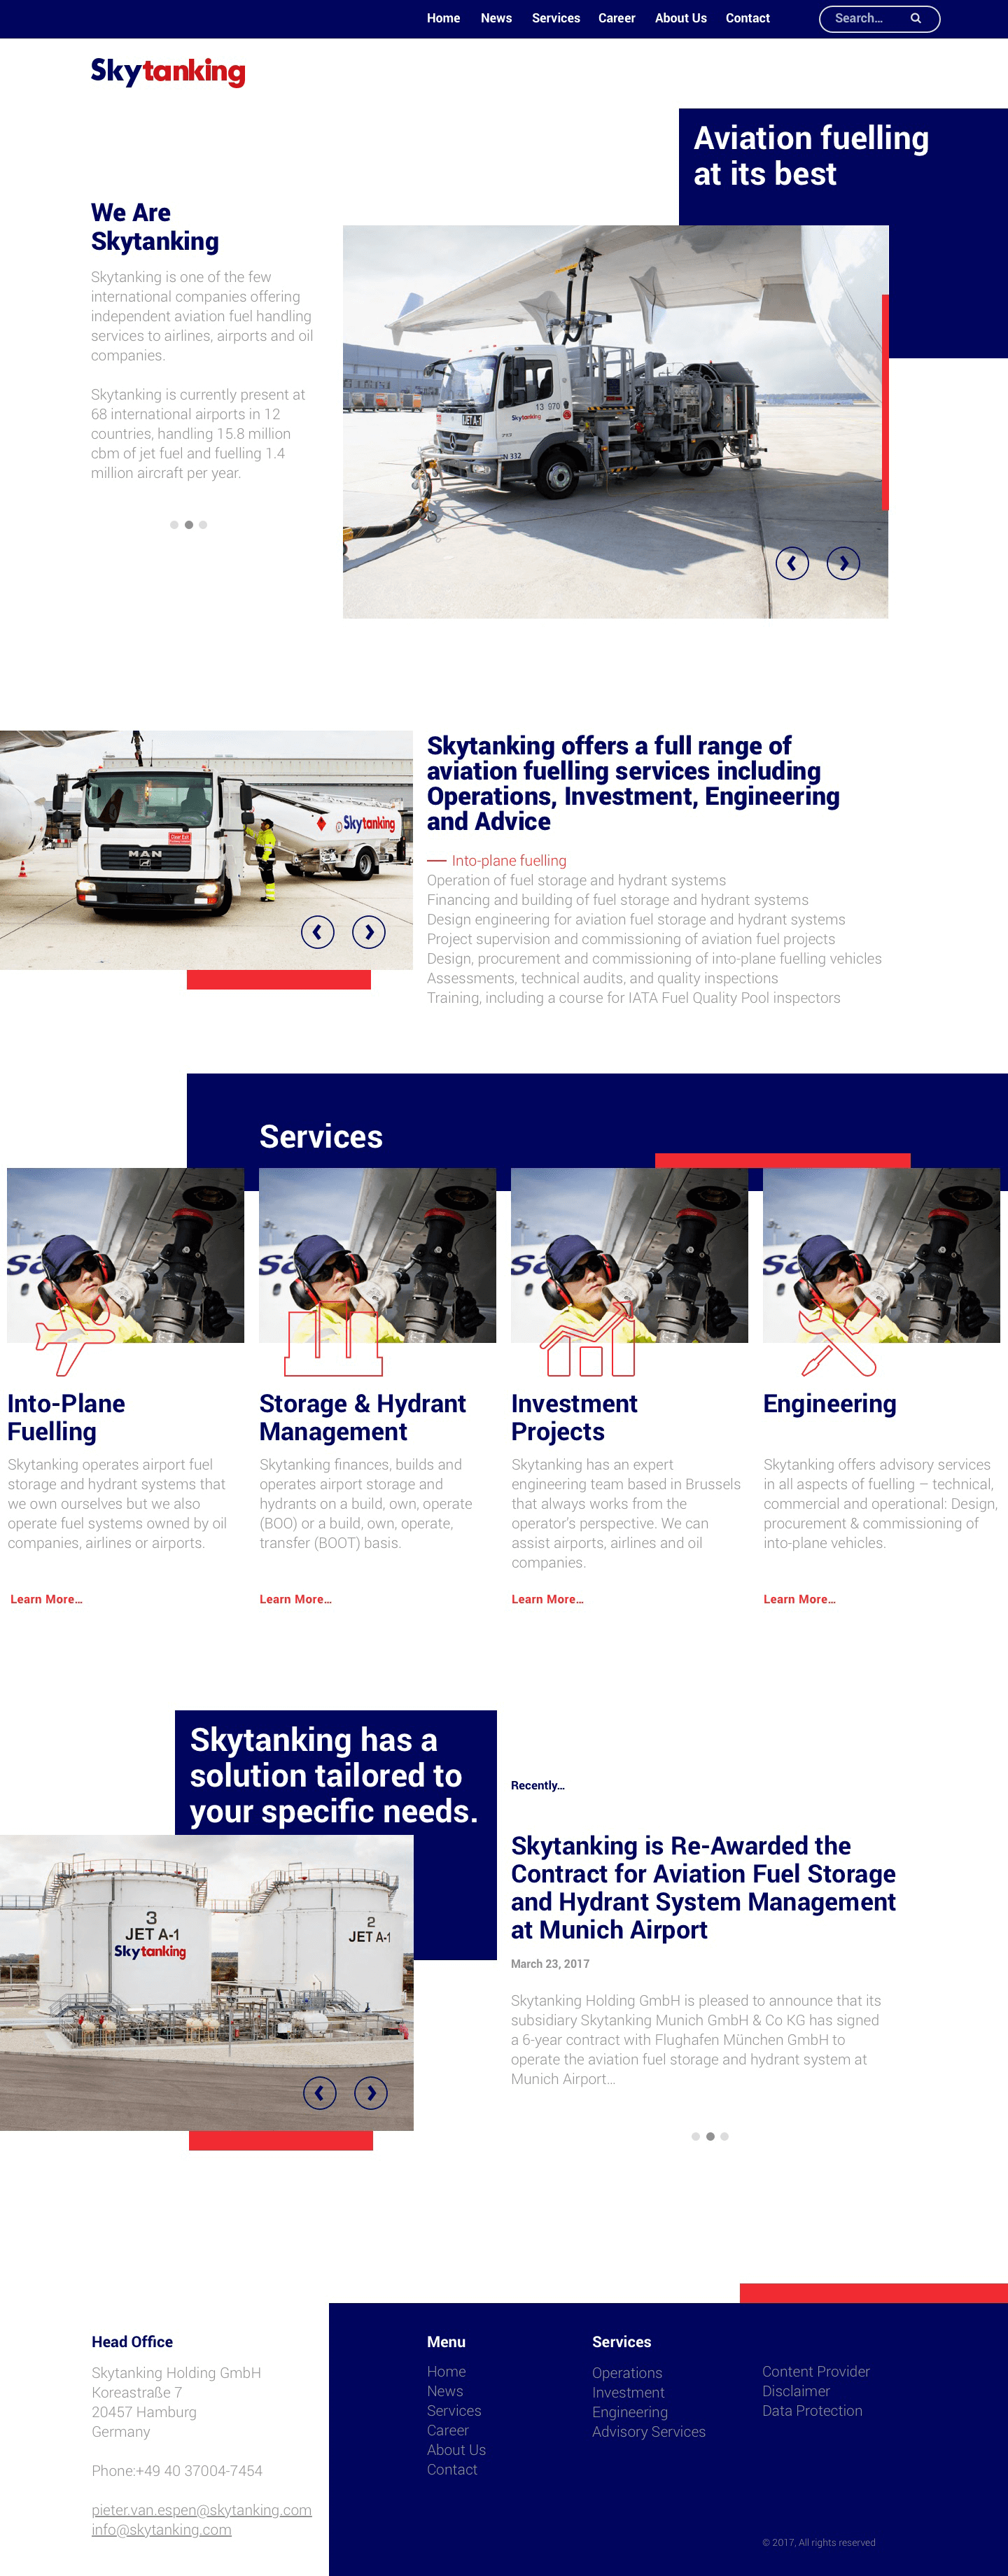 Home News Services Career About Us Contact Search...
Skytanking
Aviation fuelling
at its best
We Are
Skytanking
Skytanking is one of the few
international companies offering
independent aviation fuel handling
services to airlines, airports and oil
companies.
Skytanking is currently present at
68 international airports in 12
countries, handling 15.8 million
cbm of jet fuel and fuelling 1.4
million aircraft per year.
13 970
JET A-1
Skytanking
N 332
Skytanking offers a full range of
aviation fuelling services including
Operations, Investment, Engineering
and Advice
Into-plane fuelling
Operation of fuel storage and hydrant systems
Financing and building of fuel storage and hydrant systems
Design engineering for aviation fuel storage and hydrant systems
Project supervision and commissioning of aviation fuel projects
Design, procurement and commissioning of into-plane fuelling vehicles
Assessments, technical audits, and quality inspections
Training, including a course for IATA Fuel Quality Pool inspectors
Clear Exit
MAN
Skytanking
Services
Into-Plane
Fuelling
Skytanking operates airport fuel
storage and hydrant systems that
we own ourselves but we also
operate fuel systems owned by oil
companies, airlines or airports.
Learn More...
Storage & Hydrant
Management
Skytanking finances, builds and
operates airport storage and
hydrants on a build, own, operate
(BOO) or a build, own, operate,
transfer (BOOT) basis.
Learn More...
Investment
Projects
Skytanking has an expert
engineering team based in Brussels
that always works from the
operator's perspective. We can
assist airports, airlines and oil
companies.
Learn More...
Engineering
Skytanking offers advisory services
in all aspects of fuelling – technical,
commercial and operational: Design,
procurement & commissioning of
into-plane vehicles.
Learn More...
Skytanking has a
solution tailored to
your specific needs.
3
JET A-1
Skytanking
2
JET A-1
Recently...
Skytanking is Re-Awarded the
Contract for Aviation Fuel Storage
and Hydrant System Management
at Munich Airport
March 23, 2017
Skytanking Holding GmbH is pleased to announce that its
subsidiary Skytanking Munich GmbH & Co KG has signed
a 6-year contract with Flughafen München GmbH to
operate the aviation fuel storage and hydrant system at
Munich Airport...
Head Office
Skytanking Holding GmbH
Koreastraße 7
20457 Hamburg
Germany
Phone:+49 40 37004-7454
pieter.van.espen@skytanking.com
info@skytanking.com
Menu
Home
News
Services
Career
About Us
Contact
Services
Operations
Investment
Engineering
Advisory Services
Content Provider
Disclaimer
Data Protection
© 2017, All rights reserved